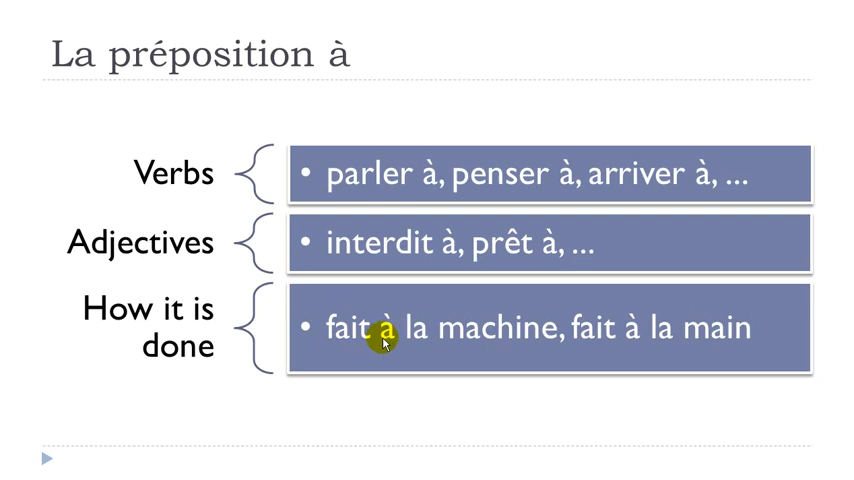 La préposition à
Verbs
• parler à, penser à, arriver à, ...
Adjectives
• interdit à, prêt à, ...
How it is
done
• fait à la machine, fait à la main